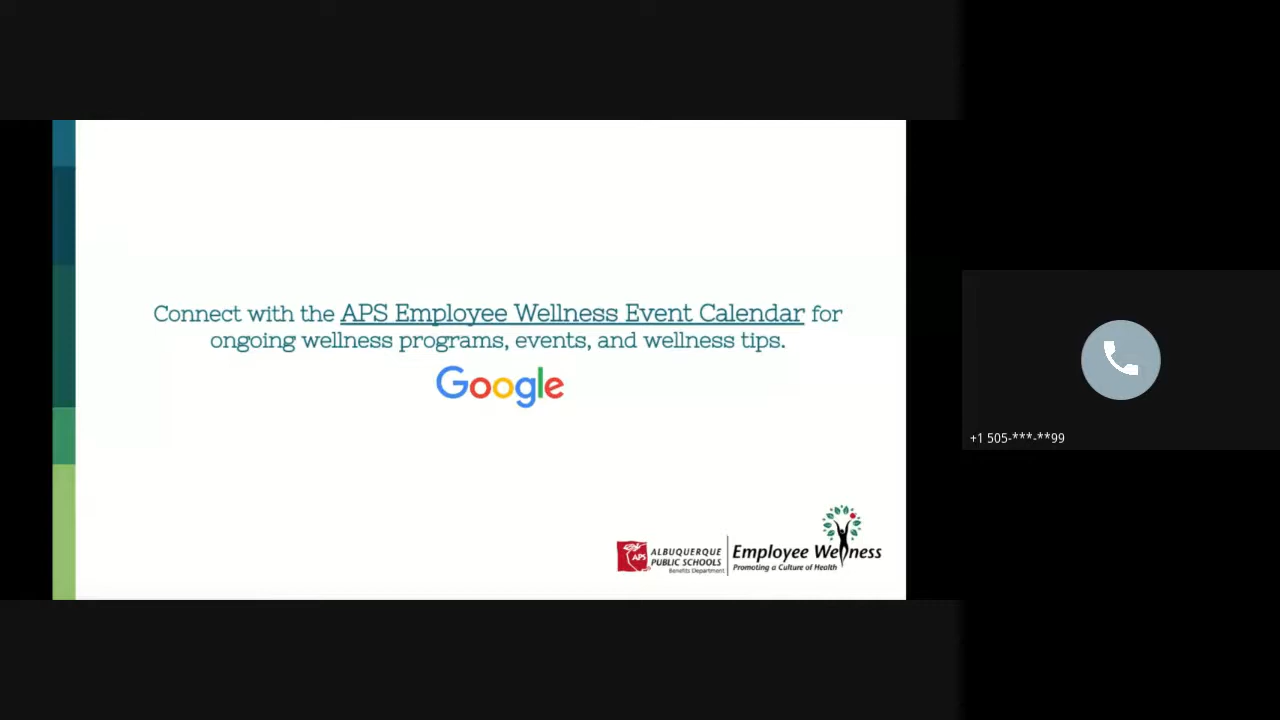 Connect with the APS Employee Wellness Event Calendar for
ongoing wellness programs, events, and wellness tips.
Google
APS
ALBUQUERQUE
PUBLIC SCHOOLS
Benefits Department
Employee Wellness
Promoting a Culture of Health
+1 505-***-**99